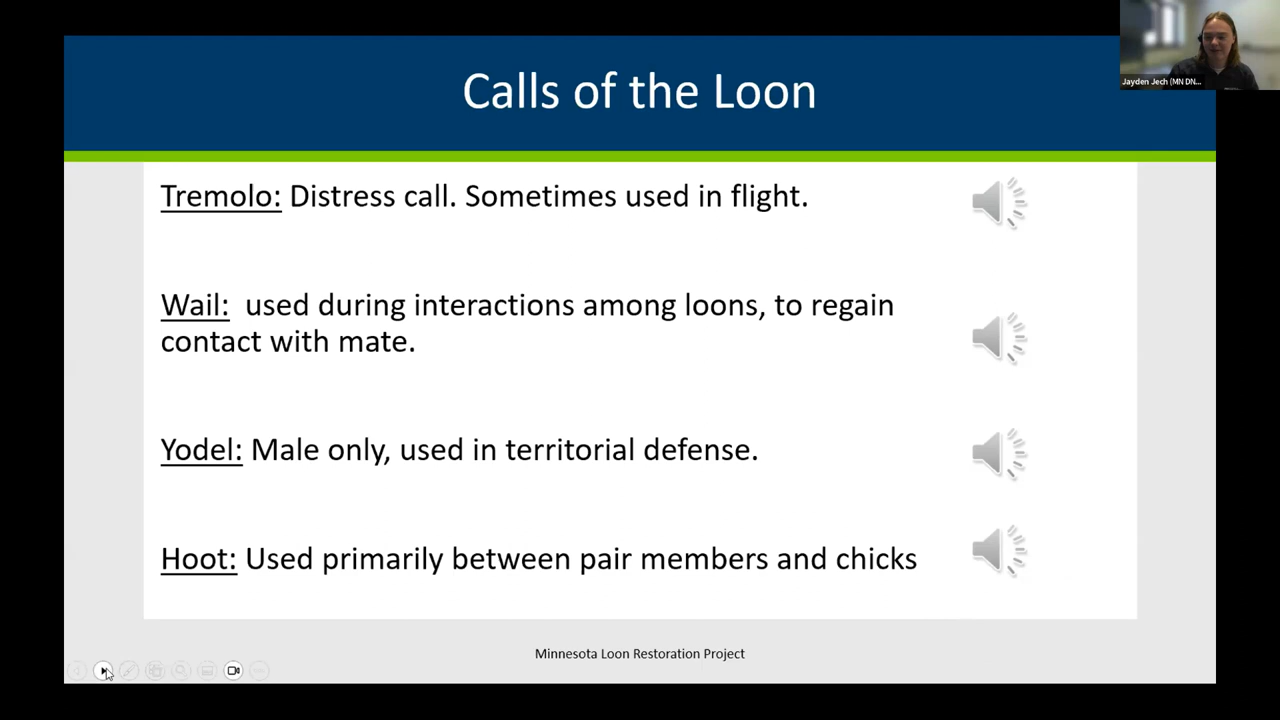 Calls of the Loon
Jayden Jech (MN DN...
Tremolo: Distress call. Sometimes used in flight.
Wail: used during interactions among loons, to regain
contact with mate.
Yodel: Male only, used in territorial defense.
Hoot: Used primarily between pair members and chicks
Minnesota Loon Restoration Project